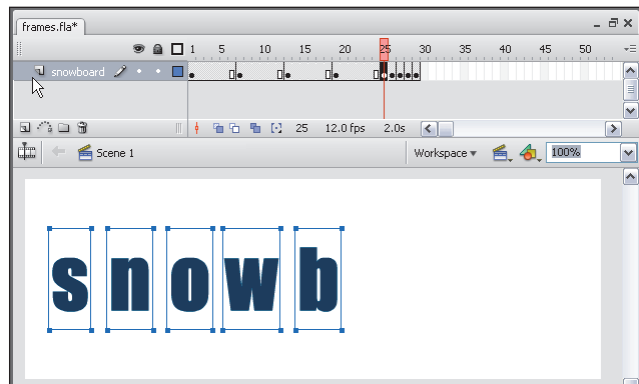 frames.fla*
1 5 10 15 20 25 30 35 40 45 50
snowboard
25 12.0 fps 2.0s
Scene 1 Workspace 100%
snowb